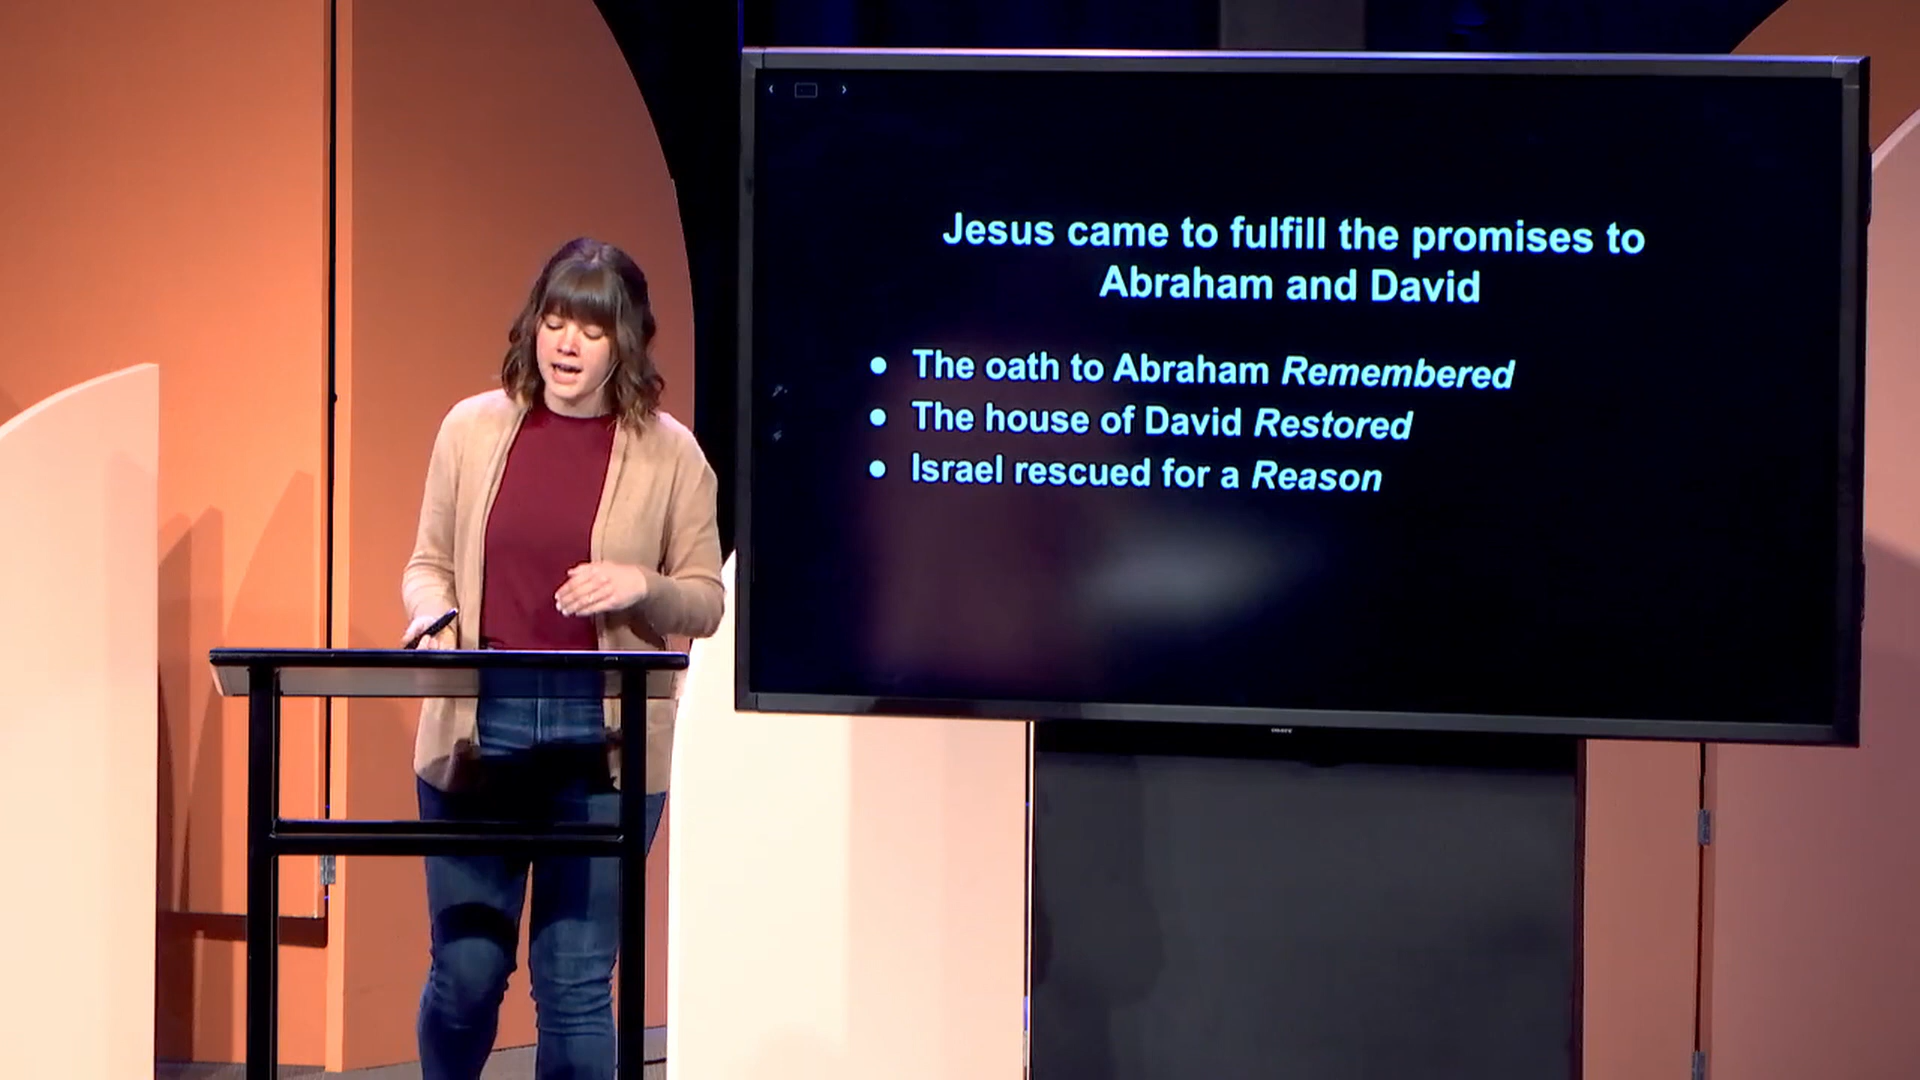 Jesus came to fulfill the promises to
Abraham and David
● The oath to Abraham Remembered
● The house of David Restored
● Israel rescued for a Reason